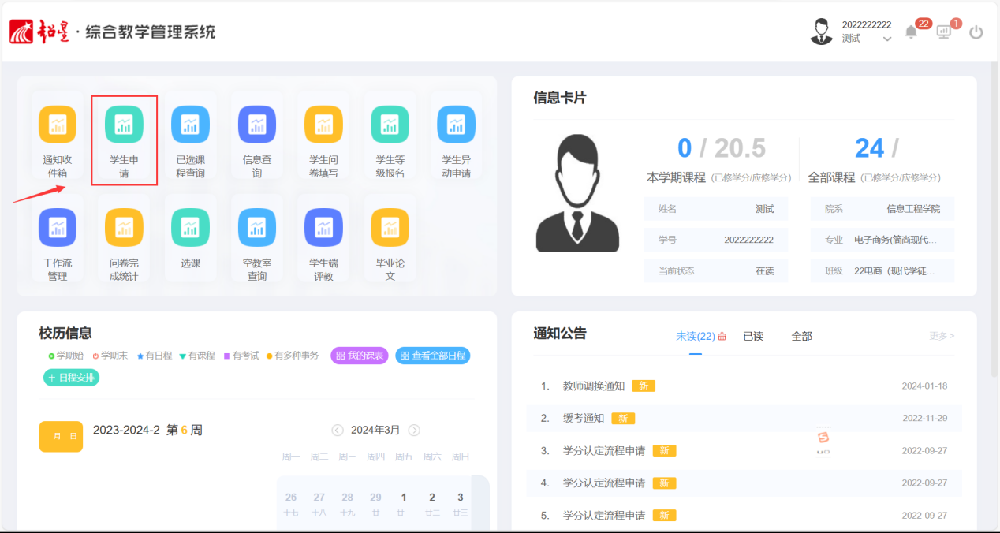 超星·综合教学管理系统
2022222222
测试
22
1
通知收件箱
学生申请
已选课程查询
信息查询
学生问卷填写
学生等级报名
学生异动申请
工作流管理
问卷完成统计
选课
空教室查询
学生端评教
毕业论文
信息卡片
0 / 20.5
本学期课程 (已修学分/应修学分)
24 /
全部课程 (已修学分/应修学分)
姓名 测试
院系 信息工程学院
学号 2022222222
专业 电子商务(简尚现代...
当前状态 在读
班级 22电商（现代学徒...
校历信息
学期始 学期末 有日程 有课程 有考试 有多种事务 我的课表 查看全部日程
+ 日程安排
月 日
2023-2024-2 第 6 周
2024年3月
周一 周二 周三 周四 周五 周六 周日
26 27 28 29 1 2 3
十七 十八 十九 廿 廿一 廿二 廿三
通知公告
未读(22) 已读 全部 更多 >
1. 教师调换通知 新 2024-01-18
2. 缓考通知 新 2022-11-29
3. 学分认定流程申请 新 2022-09-27
4. 学分认定流程申请 新 2022-09-27
5. 学分认定流程申请 新 2022-09-27